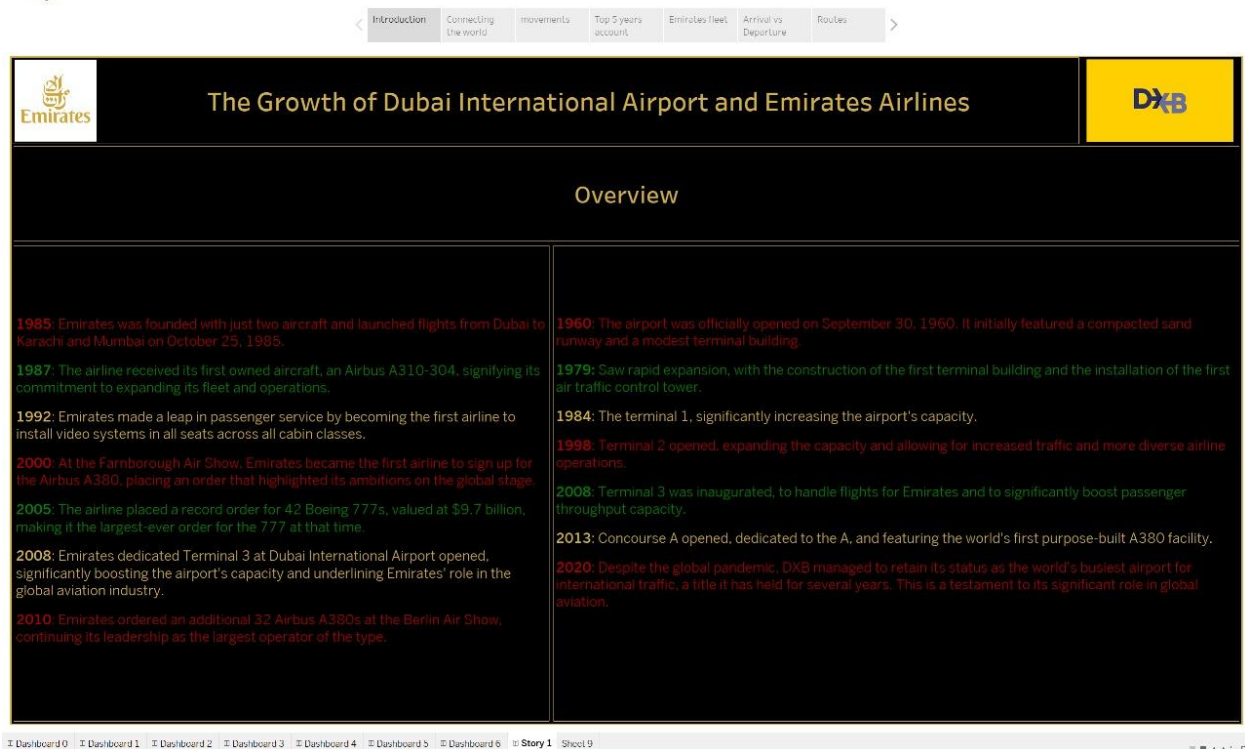 Introduction
Connecting
the world
movements
Top 5 years
account
Emirates fleet
Arrival vs
Departure
Routes
Emirates
The Growth of Dubai International Airport and Emirates Airlines
DXB
Overview
1985: Emirates was founded with just two aircraft and launched flights from Dubai to
Karachi and Mumbai on October 25, 1985.
1987: The airline received its first owned aircraft, an Airbus A310-304, signifying its
commitment to expanding its fleet and operations.
1992: Emirates made a leap in passenger service by becoming the first airline to
install video systems in all seats across all cabin classes.
2000: At the Farnborough Air Show, Emirates became the first airline to sign up for
the Airbus A380, placing an order that highlighted its ambitions on the global stage.
2005: The airline placed a record order for 42 Boeing 777s, valued at $9.7 billion,
making it the largest-ever order for the 777 at that time.
2008: Emirates dedicated Terminal 3 at Dubai International Airport opened,
significantly boosting the airport's capacity and underlining Emirates' role in the
global aviation industry.
2010: Emirates ordered an additional 32 Airbus A380s at the Berlin Air Show,
continuing its leadership as the largest operator of the type.
1960: The airport was officially opened on September 30, 1960. It initially featured a compacted sand
runway and a modest terminal building.
1979: Saw rapid expansion, with the construction of the first terminal building and the installation of the first
air traffic control tower.
1984: The terminal 1, significantly increasing the airport's capacity.
1998: Terminal 2 opened, expanding the capacity and allowing for increased traffic and more diverse airline
operations.
2008: Terminal 3 was inaugurated, to handle flights for Emirates and to significantly boost passenger
throughput capacity.
2013: Concourse A opened, dedicated to the A, and featuring the world's first purpose-built A380 facility.
2020: Despite the global pandemic, DXB managed to retain its status as the world's busiest airport for
international traffic, a title it has held for several years. This is a testament to its significant role in global
aviation.
Dashboard 0 Dashboard 1 Dashboard 2 Dashboard 3 Dashboard 4 Dashboard 5 Dashboard 6 Story 1 Sheet 9